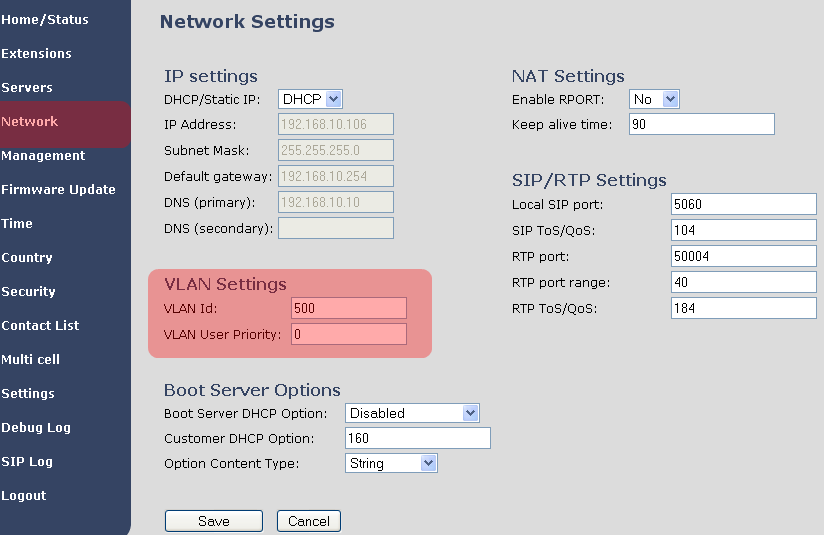 Home/Status
Extensions
Servers
Network
Management
Firmware Update
Time
Country
Security
Contact List
Multi cell
Settings
Debug Log
SIP Log
Logout
Network Settings
IP settings
DHCP/Static IP: DHCP
IP Address: 192.168.10.106
Subnet Mask: 255.255.255.0
Default gateway: 192.168.10.254
DNS (primary): 192.168.10.10
DNS (secondary):
VLAN Settings
VLAN Id: 500
VLAN User Priority: 0
Boot Server Options
Boot Server DHCP Option: Disabled
Customer DHCP Option: 160
Option Content Type: String
Save Cancel
NAT Settings
Enable RPORT: No
Keep alive time: 90
SIP/RTP Settings
Local SIP port: 5060
SIP ToS/QoS: 104
RTP port: 50004
RTP port range: 40
RTP ToS/QoS: 184